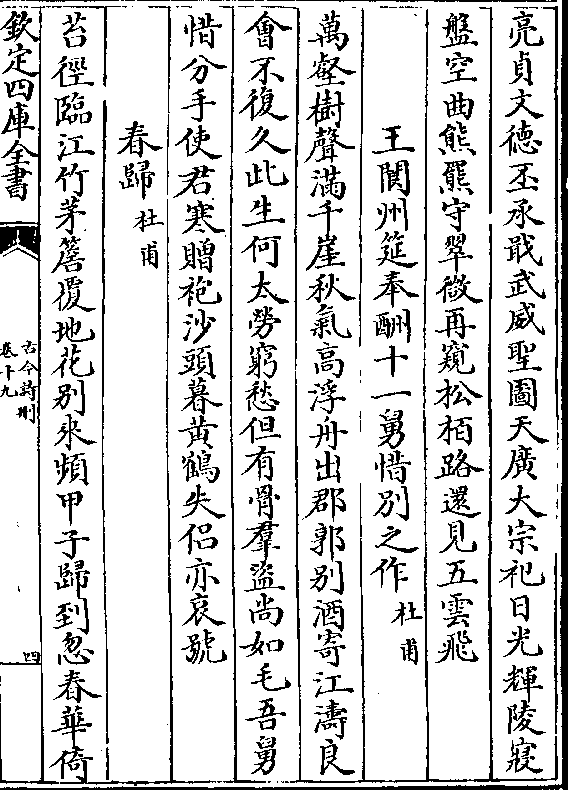 亮貞文德丕承戢武威聖圖天廣大宗祀日光輝陵寢
盤空曲熊羆守翠微再窺松栢路還見五雲飛
王閬州筵奉酬十一舅惜別之作 杜甫
萬壑樹聲滿千崖秋氣高浮舟出郡郭別酒寄江濤良
會不復久此生何太勞窮愁但有骨羣盜尚如毛吾舅
惜分手使君寒贈袍沙頭暮黄鶴失侣亦哀號
春歸 杜甫
苔徑臨江竹茅簷覆地花別來頻甲子歸到忽春華倚
欽定四庫全書
古今詩刪
卷十九
四